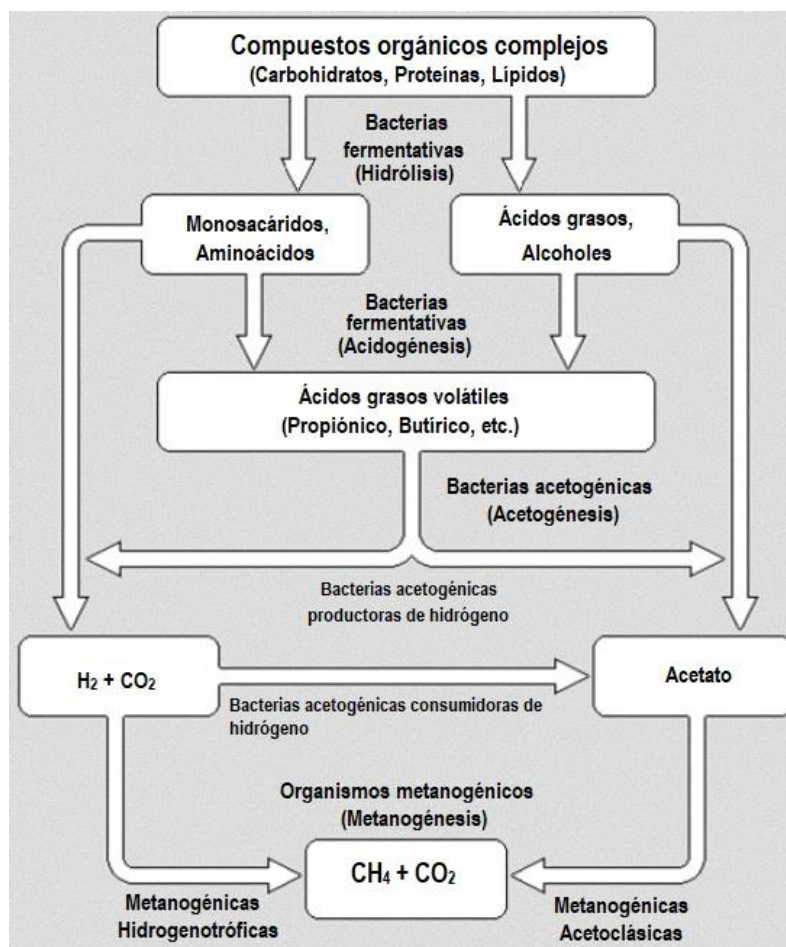 Compuestos orgánicos complejos
(Carbohidratos, Proteínas, Lípidos)
Bacterias
fermentativas
(Hidrólisis)
Monosacáridos,
Aminoácidos
Ácidos grasos,
Alcoholes
Bacterias
fermentativas
(Acidogénesis)
Ácidos grasos volátiles
(Propiónico, Butírico, etc.)
Bacterias acetogénicas
(Acetogénesis)
Bacterias acetogénicas
productoras de hidrógeno
H₂ + CO₂
Acetato
Bacterias acetogénicas consumidoras de
hidrógeno
Organismos metanogénicos
(Metanogénesis)
CH₄ + CO₂
Metanogénicas
Hidrogenotróficas
Metanogénicas
Acetoclásicas